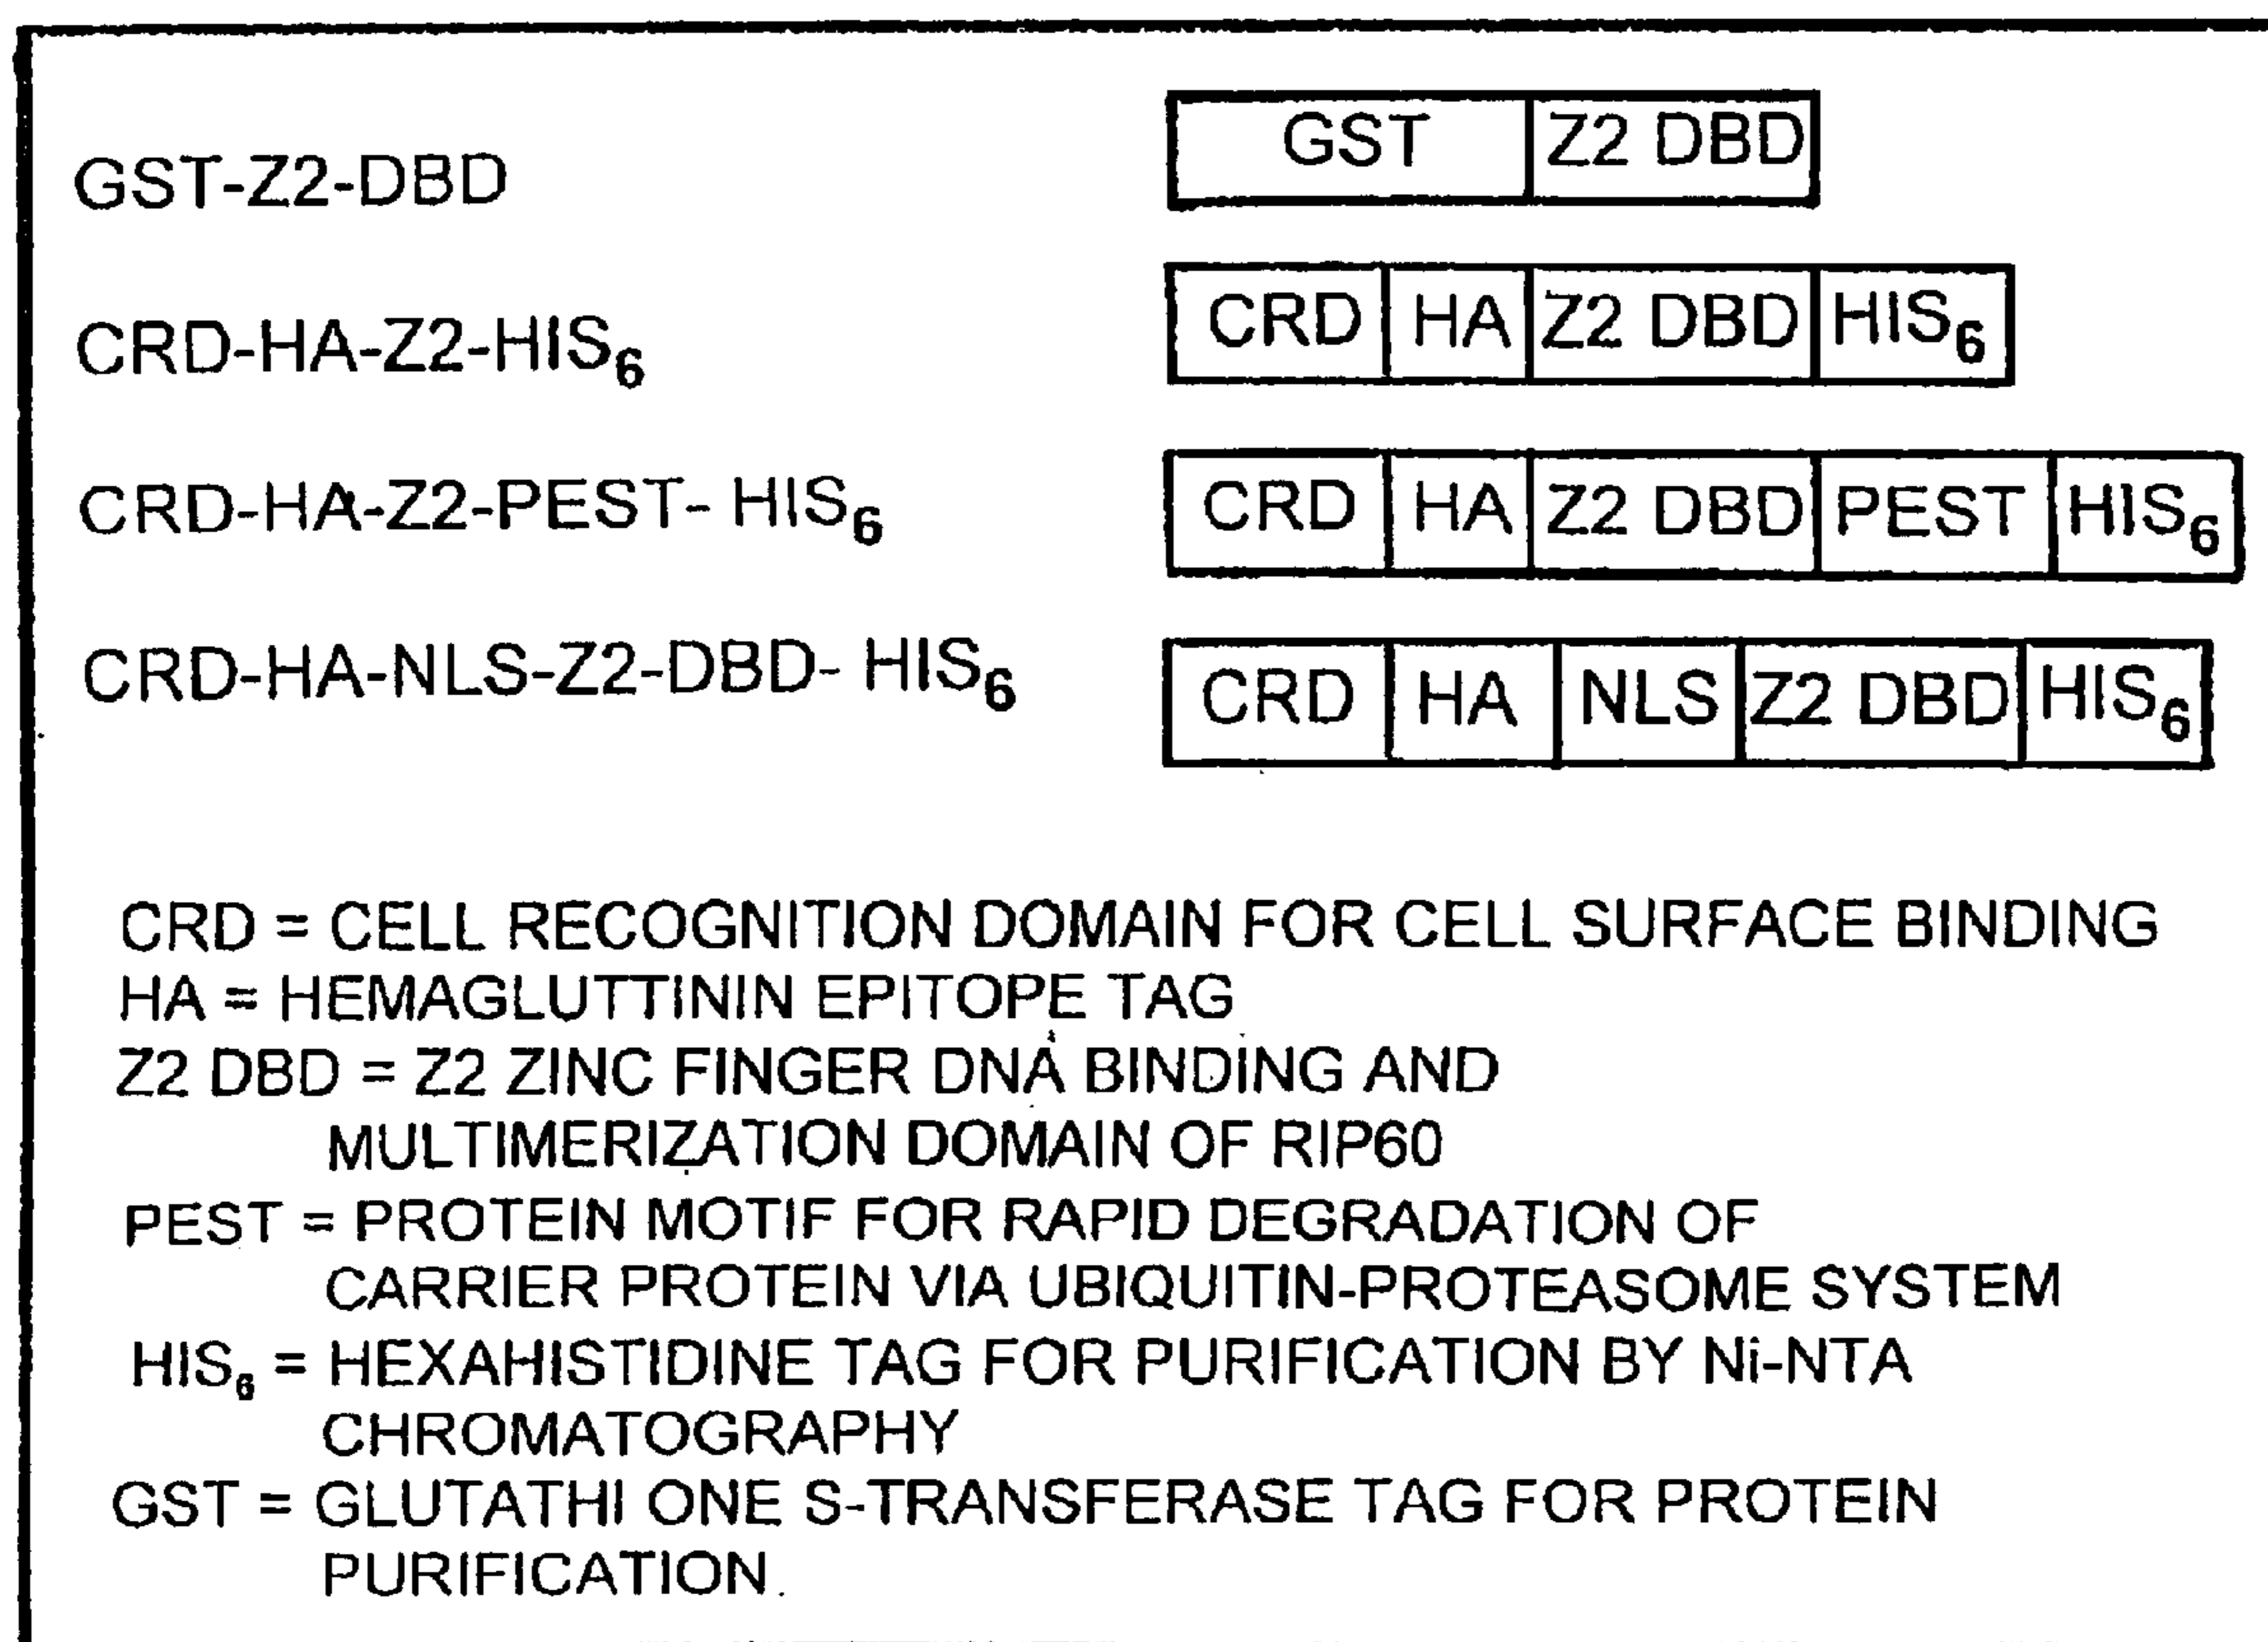 GST-Z2-DBD
GST Z2 DBD
CRD-HA-Z2-HIS₆
CRD HA Z2 DBD HIS₆
CRD-HA-Z2-PEST- HIS₆
CRD HA Z2 DBD PEST HIS₆
CRD-HA-NLS-Z2-DBD- HIS₆
CRD HA NLS Z2 DBD HIS₆
CRD = CELL RECOGNITION DOMAIN FOR CELL SURFACE BINDING
HA = HEMAGLUTTININ EPITOPE TAG
Z2 DBD = Z2 ZINC FINGER DNA BINDING AND
MULTIMERIZATION DOMAIN OF RIP60
PEST = PROTEIN MOTIF FOR RAPID DEGRADATION OF
CARRIER PROTEIN VIA UBIQUITIN-PROTEASOME SYSTEM
HIS₆ = HEXAHISTIDINE TAG FOR PURIFICATION BY Ni-NTA
CHROMATOGRAPHY
GST = GLUTATHI ONE S-TRANSFERASE TAG FOR PROTEIN
PURIFICATION.